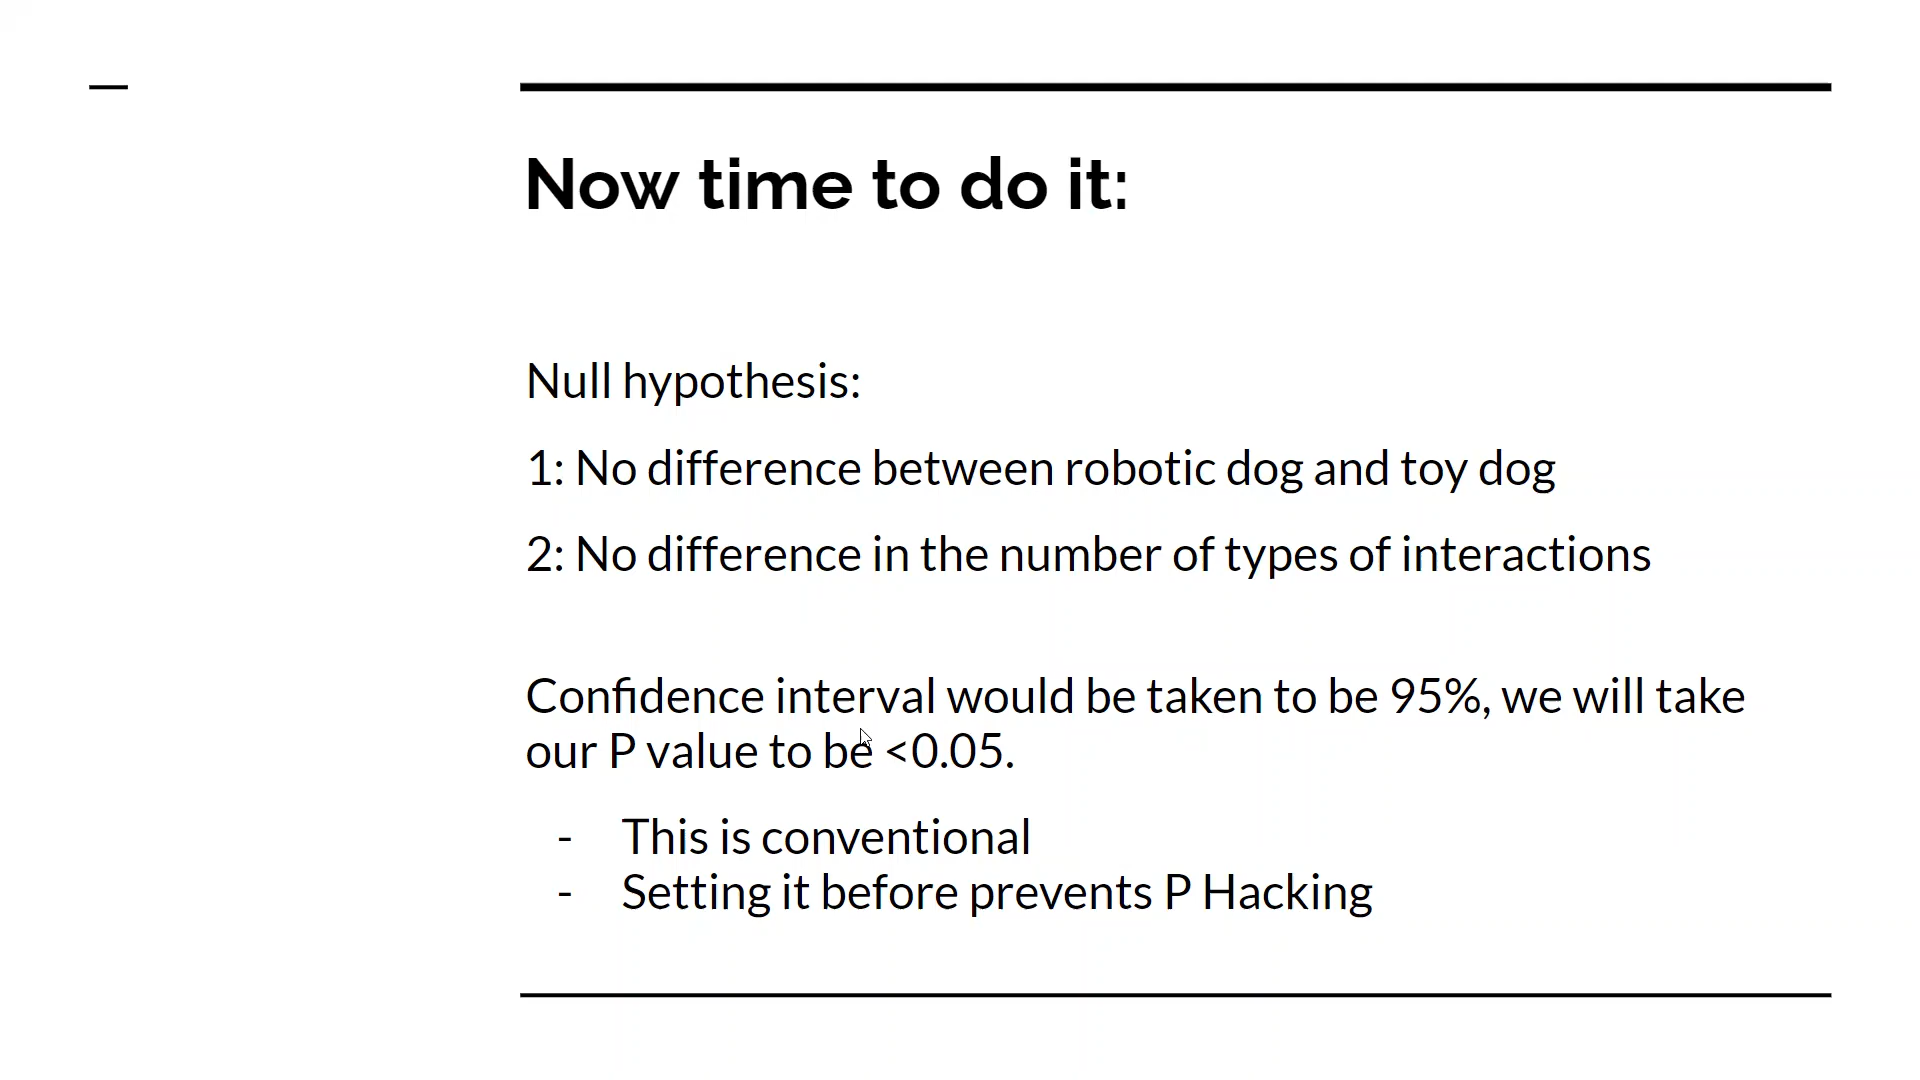 Now time to do it:
Null hypothesis:
1: No difference between robotic dog and toy dog
2: No difference in the number of types of interactions
Confidence interval would be taken to be 95%, we will take
our P value to be <0.05.
- This is conventional
- Setting it before prevents P Hacking